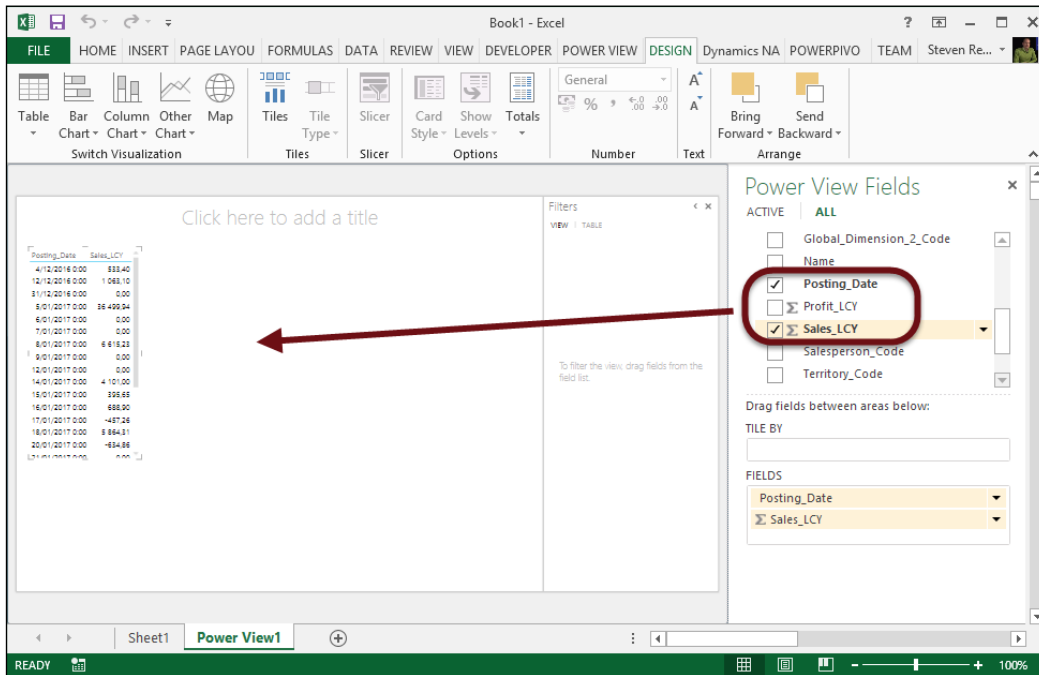 Book1 - Excel
?
FILE HOME INSERT PAGE LAYOU FORMULAS DATA REVIEW VIEW DEVELOPER POWER VIEW DESIGN Dynamics NA POWERPIVO TEAM Steven Re...
Table Bar Chart Column Chart Other Chart Map Tiles Tile Type Slicer Card Style Show Levels Totals General % , .00 A A Bring Forward Send Backward
Switch Visualization Tiles Slicer Options Number Text Arrange
Click here to add a title
Posting_Date Sales_LCY
4/12/2016 0:00 533,40
12/12/2016 0:00 1 063,10
31/12/2016 0:00 0,00
5/01/2017 0:00 36 499,94
6/01/2017 0:00 0,00
7/01/2017 0:00 0,00
8/01/2017 0:00 6 615,23
9/01/2017 0:00 0,00
12/01/2017 0:00 0,00
14/01/2017 0:00 4 101,00
15/01/2017 0:00 395,65
16/01/2017 0:00 688,90
17/01/2017 0:00 -457,26
18/01/2017 0:00 5 864,31
20/01/2017 0:00 -634,86
21/01/2017 0:00 0,00
Filters
VIEW TABLE
To filter the view, drag fields from the
field list.
Power View Fields
ACTIVE ALL
Global_Dimension_2_Code
Name
Posting_Date
Σ Profit_LCY
Σ Sales_LCY
Salesperson_Code
Territory_Code
Drag fields between areas below:
TILE BY
FIELDS
Posting_Date
Σ Sales_LCY
Sheet1 Power View1
READY 100%